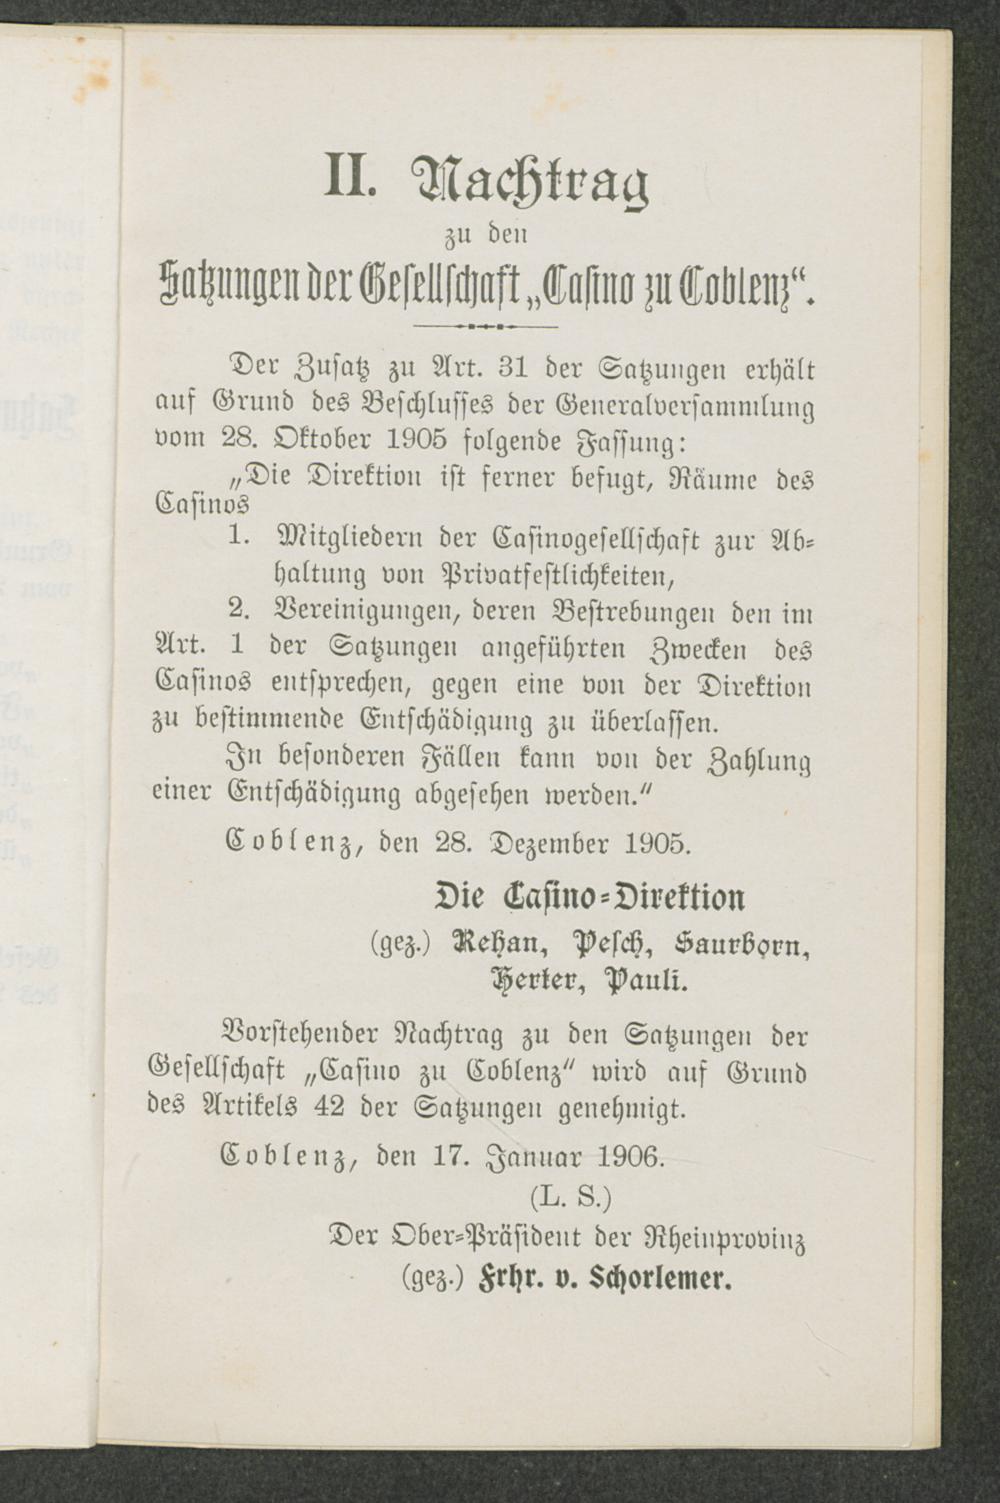 II. Nachtrag
zu den
Satzungen der Gesellschaft „Casino zu Coblenz“.
Der Zusatz zu Art. 31 der Satzungen erhält
auf Grund des Beschlusses der Generalversammlung
vom 28. Oktober 1905 folgende Fassung:
„Die Direktion ist ferner befugt, Räume des
Casinos
1. Mitgliedern der Casinogesellschaft zur Ab-
haltung von Privatfestlichkeiten,
2. Vereinigungen, deren Bestrebungen den im
Art. 1 der Satzungen angeführten Zwecken des
Casinos entsprechen, gegen eine von der Direktion
zu bestimmende Entschädigung zu überlassen.
In besonderen Fällen kann von der Zahlung
einer Entschädigung abgesehen werden.“
Coblenz, den 28. Dezember 1905.
Die Casino-Direktion
(gez.) Rehan, Pesch, Saurborn,
Herter, Pauli.
Vorstehender Nachtrag zu den Satzungen der
Gesellschaft „Casino zu Coblenz“ wird auf Grund
des Artikels 42 der Satzungen genehmigt.
Coblenz, den 17. Januar 1906.
(L. S.)
Der Ober-Präsident der Rheinprovinz
(gez.) Frhr. v. Schorlemer.